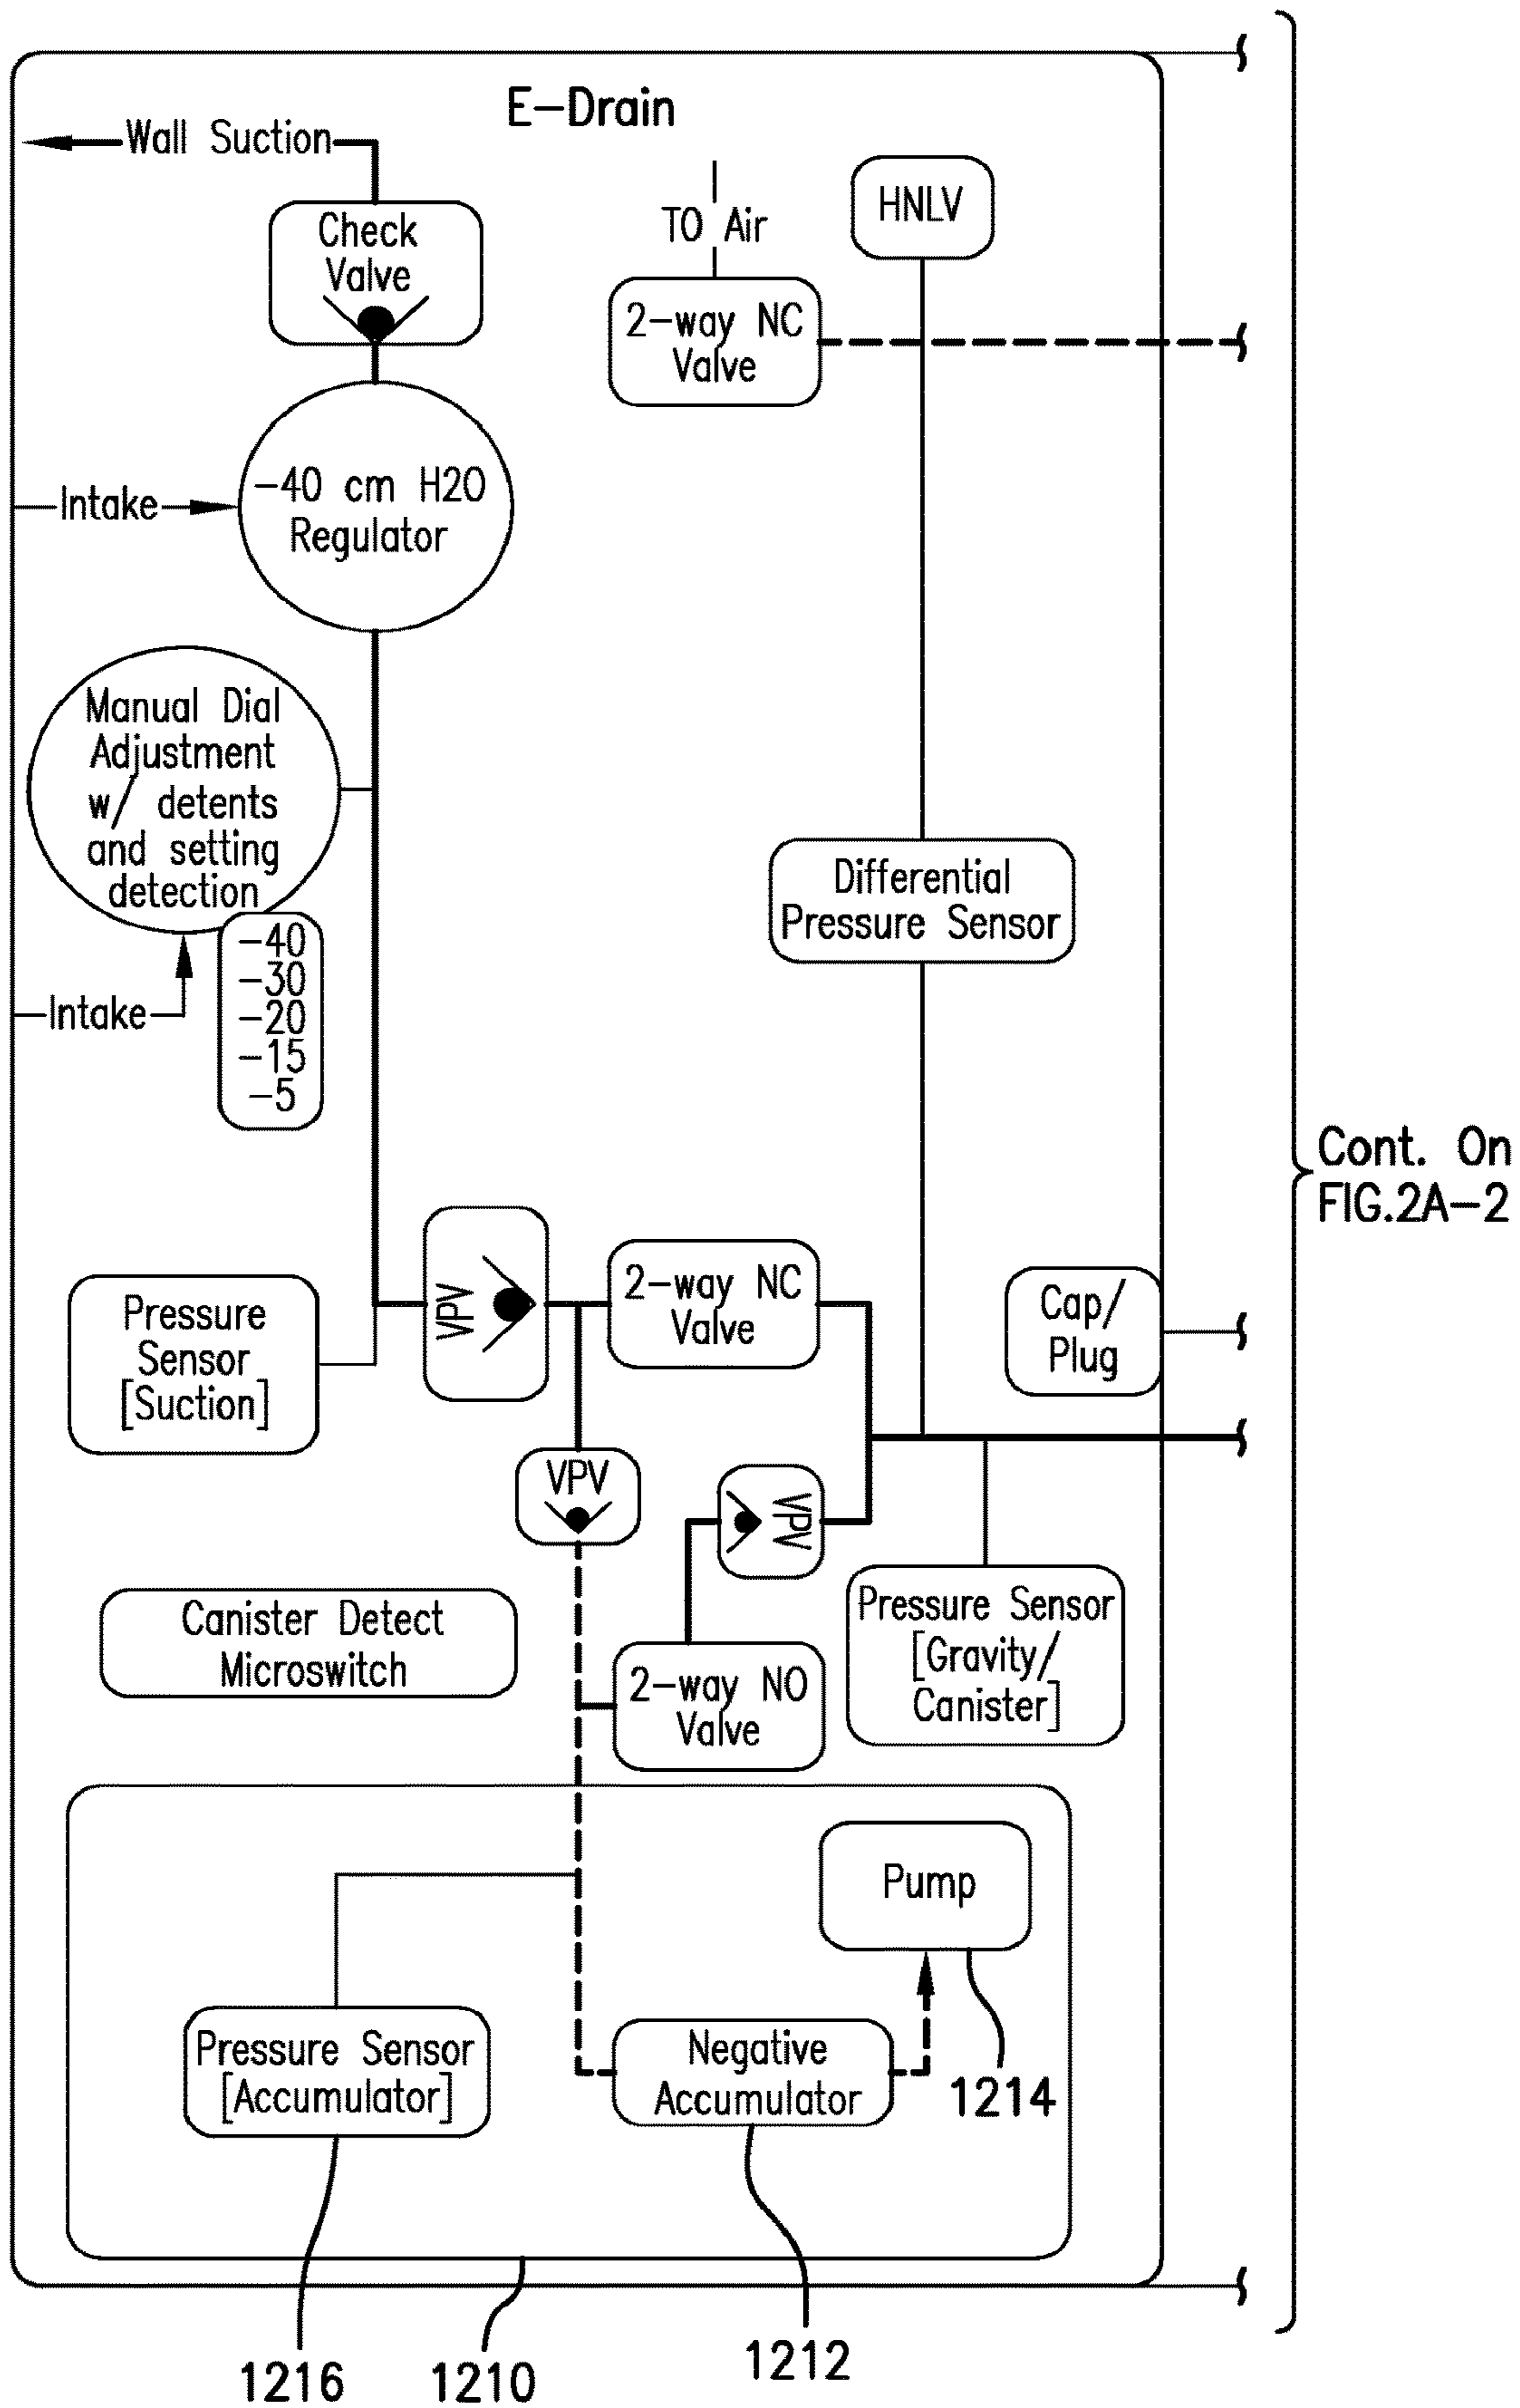 E-Drain
Wall Suction
Check
Valve
TO Air
HNLV
2-way NC
Valve
Intake
-40 cm H2O
Regulator
Manual Dial
Adjustment
w/ detents
and setting
detection
-40
-30
-20
-15
-5
Intake
Differential
Pressure Sensor
Cont. On
FIG.2A-2
Pressure
Sensor
[Suction]
VPV
2-way NC
Valve
Cap/
Plug
VPV
VPV
Canister Detect
Microswitch
2-way NO
Valve
Pressure Sensor
[Gravity/
Canister]
Pump
Pressure Sensor
[Accumulator]
Negative
Accumulator
1214
1216
1210
1212